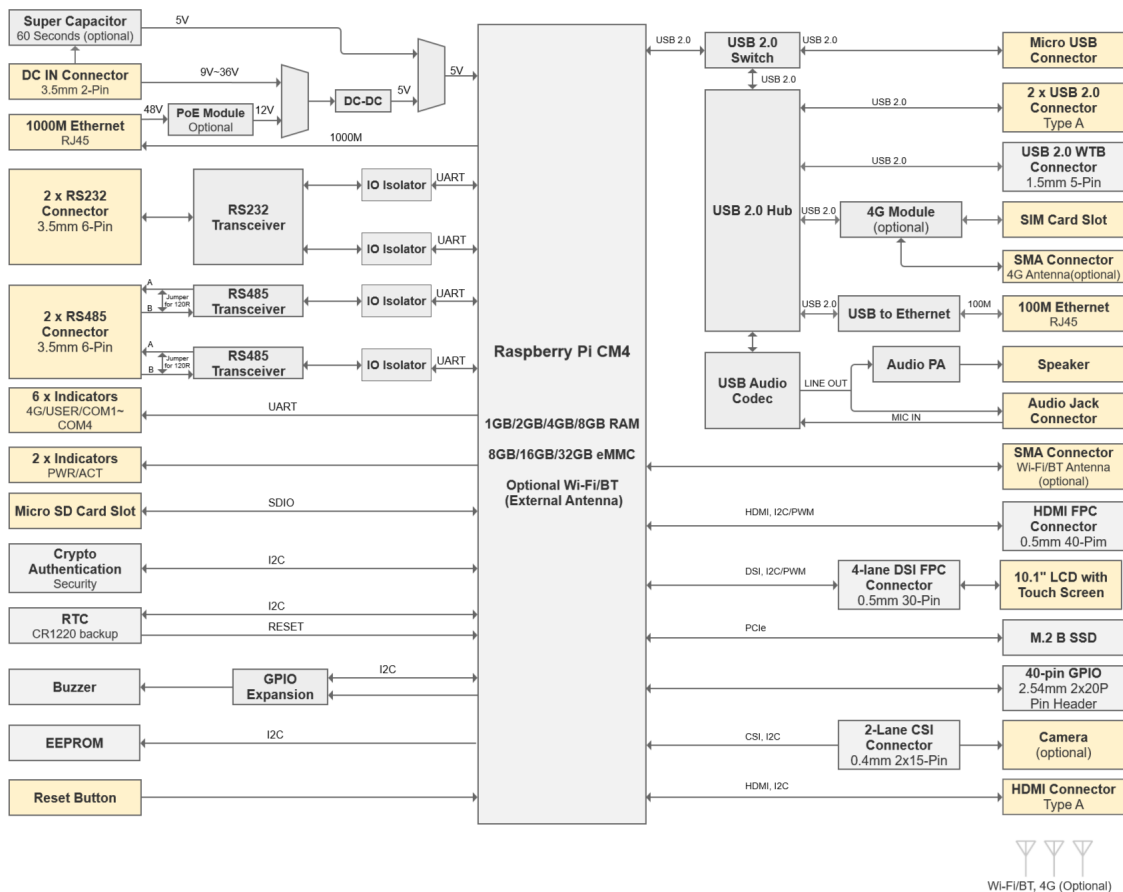 Super Capacitor
60 Seconds (optional)
5V
DC IN Connector
3.5mm 2-Pin
9V~36V
48V
PoE Module
Optional
12V
DC-DC
5V
5V
1000M Ethernet
RJ45
1000M
2 x RS232
Connector
3.5mm 6-Pin
RS232
Transceiver
IO Isolator
UART
IO Isolator
UART
2 x RS485
Connector
3.5mm 6-Pin
A
Jumper
for 120R
B
RS485
Transceiver
IO Isolator
UART
A
Jumper
for 120R
B
RS485
Transceiver
IO Isolator
UART
6 x Indicators
4G/USER/COM1~
COM4
UART
2 x Indicators
PWR/ACT
Micro SD Card Slot
SDIO
Crypto
Authentication
Security
I2C
RTC
CR1220 backup
I2C
RESET
Buzzer
GPIO
Expansion
I2C
EEPROM
I2C
Reset Button
Raspberry Pi CM4
1GB/2GB/4GB/8GB RAM
8GB/16GB/32GB eMMC
Optional Wi-Fi/BT
(External Antenna)
USB 2.0
USB 2.0
Switch
USB 2.0
Micro USB
Connector
USB 2.0
USB 2.0 Hub
USB 2.0
2 x USB 2.0
Connector
Type A
USB 2.0
USB 2.0 WTB
Connector
1.5mm 5-Pin
USB 2.0
4G Module
(optional)
SIM Card Slot
SMA Connector
4G Antenna(optional)
USB 2.0
USB to Ethernet
100M
100M Ethernet
RJ45
USB Audio
Codec
LINE OUT
Audio PA
Speaker
MIC IN
Audio Jack
Connector
SMA Connector
Wi-Fi/BT Antenna
(optional)
HDMI, I2C/PWM
HDMI FPC
Connector
0.5mm 40-Pim
DSI, I2C/PWM
4-lane DSI FPC
Connector
0.5mm 30-Pin
10.1" LCD with
Touch Screen
PCIe
M.2 B SSD
40-pin GPIO
2.54mm 2x20P
Pin Header
CSI, I2C
2-Lane CSI
Connector
0.4mm 2x15-Pin
Camera
(optional)
HDMI, I2C
HDMI Connector
Type A
Wi-Fi/BT, 4G (Optional)